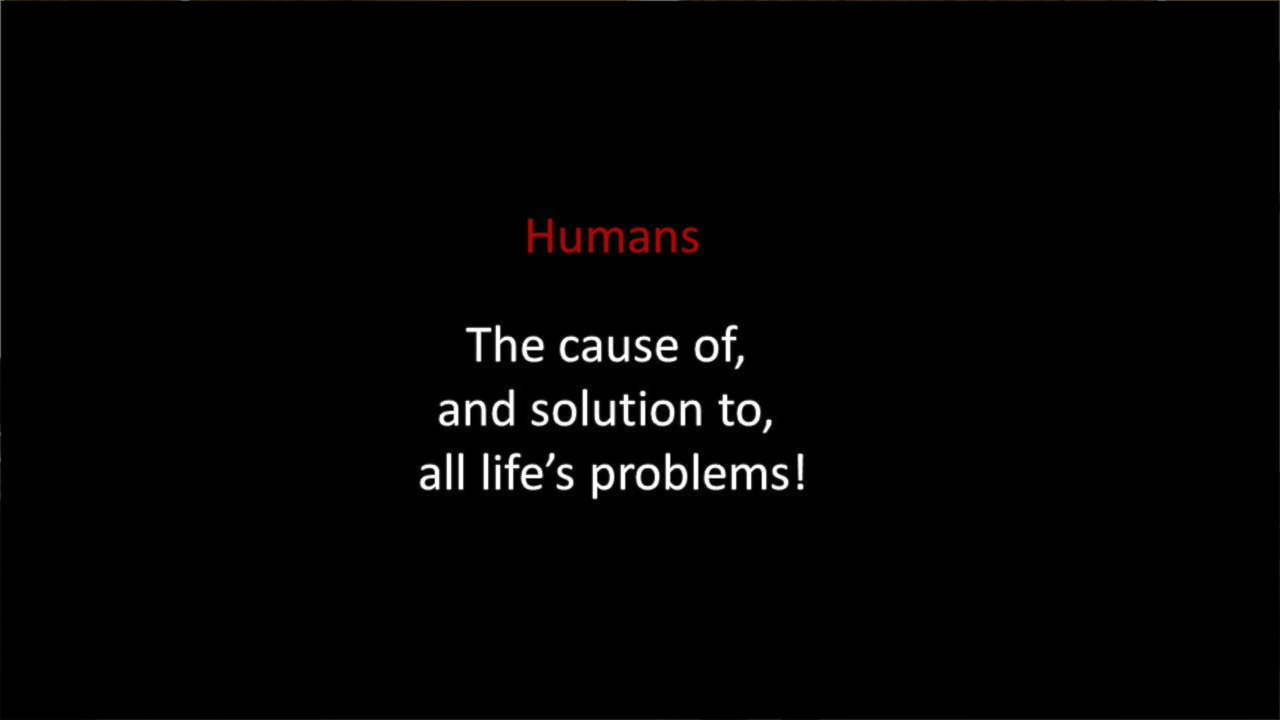 Humans
The cause of,
and solution to,
all life’s problems!